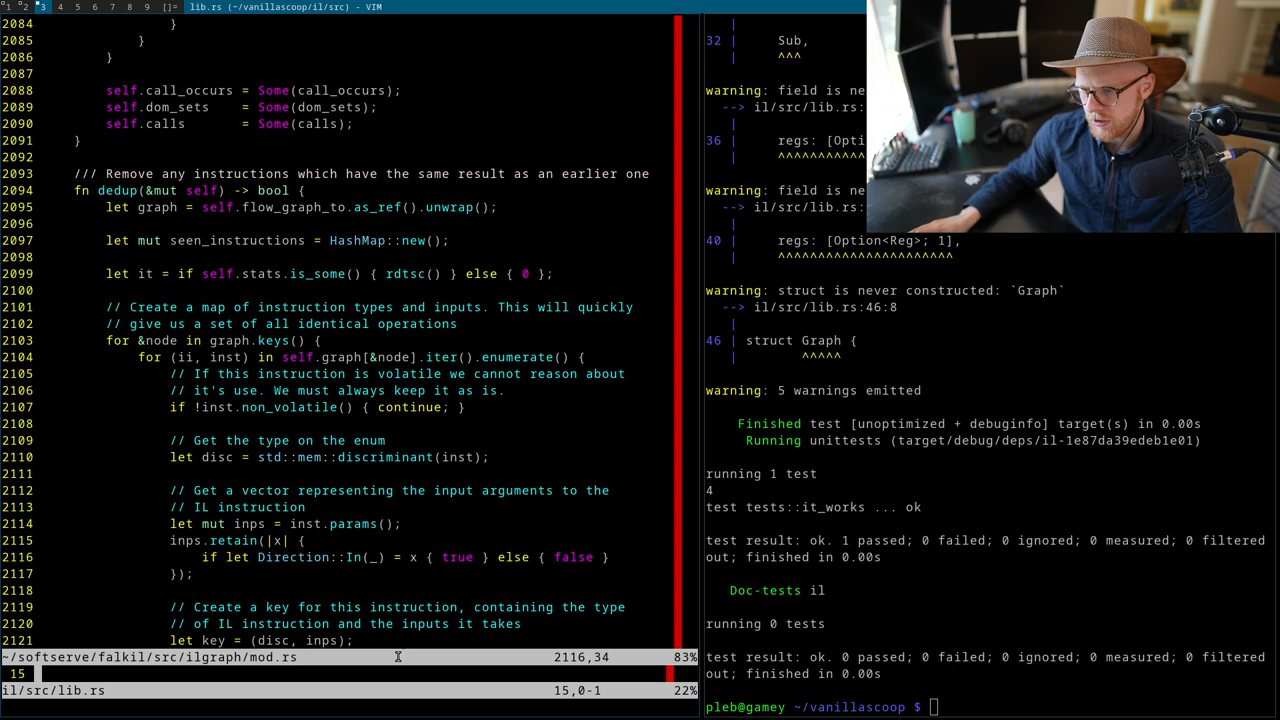 1 2 3 4 5 6 7 8 9 []= lib.rs (~/vanillascoop/il/src) - VIM
2084 }
2085 }
2086 }
2087
2088 self.call_occurs = Some(call_occurs);
2089 self.dom_sets = Some(dom_sets);
2090 self.calls = Some(calls);
2091 }
2092
2093 /// Remove any instructions which have the same result as an earlier one
2094 fn dedup(&mut self) -> bool {
2095 let graph = self.flow_graph_to.as_ref().unwrap();
2096
2097 let mut seen_instructions = HashMap::new();
2098
2099 let it = if self.stats.is_some() { rdtsc() } else { 0 };
2100
2101 // Create a map of instruction types and inputs. This will quickly
2102 // give us a set of all identical operations
2103 for &node in graph.keys() {
2104 for (ii, inst) in self.graph[&node].iter().enumerate() {
2105 // If this instruction is volatile we cannot reason about
2106 // it's use. We must always keep it as is.
2107 if !inst.non_volatile() { continue; }
2108
2109 // Get the type on the enum
2110 let disc = std::mem::discriminant(inst);
2111
2112 // Get a vector representing the input arguments to the
2113 // IL instruction
2114 let mut inps = inst.params();
2115 inps.retain(|x| {
2116 if let Direction::In(_) = x { true } else { false }
2117 });
2118
2119 // Create a key for this instruction, containing the type
2120 // of IL instruction and the inputs it takes
2121 let key = (disc, inps);
~/softserve/falkil/src/ilgraph/mod.rs 2116,34 83%
15
il/src/lib.rs 15,0-1 22%
|
32 | Sub,
| ^^^
warning: field is ne
--> il/src/lib.rs:
|
36 | regs: [Opti
| ^^^^^^^^^^^
warning: field is ne
--> il/src/lib.rs:
|
40 | regs: [Option<Reg>; 1],
| ^^^^^^^^^^^^^^^^^^^^^^
warning: struct is never constructed: `Graph`
--> il/src/lib.rs:46:8
|
46 | struct Graph {
| ^^^^^
warning: 5 warnings emitted
Finished test [unoptimized + debuginfo] target(s) in 0.00s
Running unittests (target/debug/deps/il-1e87da39edeb1e01)
running 1 test
4
test tests::it_works ... ok
test result: ok. 1 passed; 0 failed; 0 ignored; 0 measured; 0 filtered
out; finished in 0.00s
Doc-tests il
running 0 tests
test result: ok. 0 passed; 0 failed; 0 ignored; 0 measured; 0 filtered
out; finished in 0.00s
pleb@gamey ~/vanillascoop $